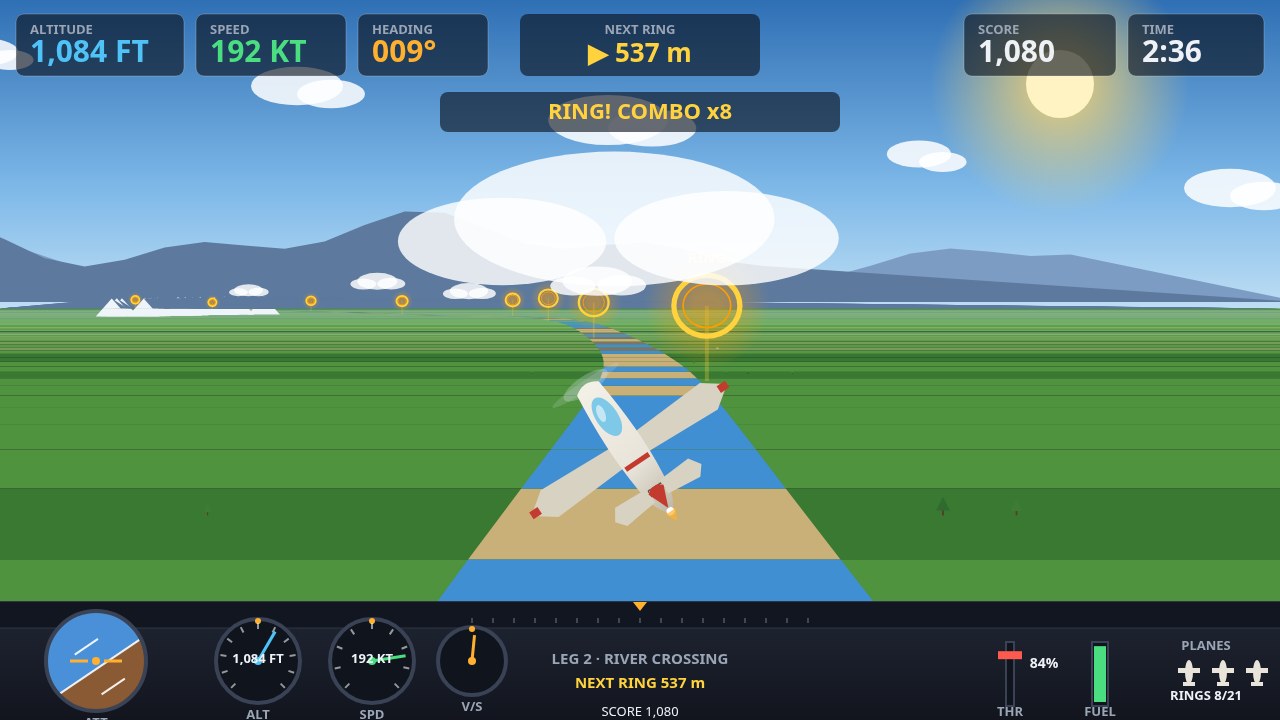 ALTITUDE
1,084 FT
SPEED
192 KT
HEADING
009°
NEXT RING
▶ 537 m
SCORE
1,080
TIME
2:36
RING! COMBO x8
1,084 FT
ALT
192 KT
SPD
V/S
LEG 2 · RIVER CROSSING
NEXT RING 537 m
SCORE 1,080
84%
THR
FUEL
PLANES
RINGS 8/21